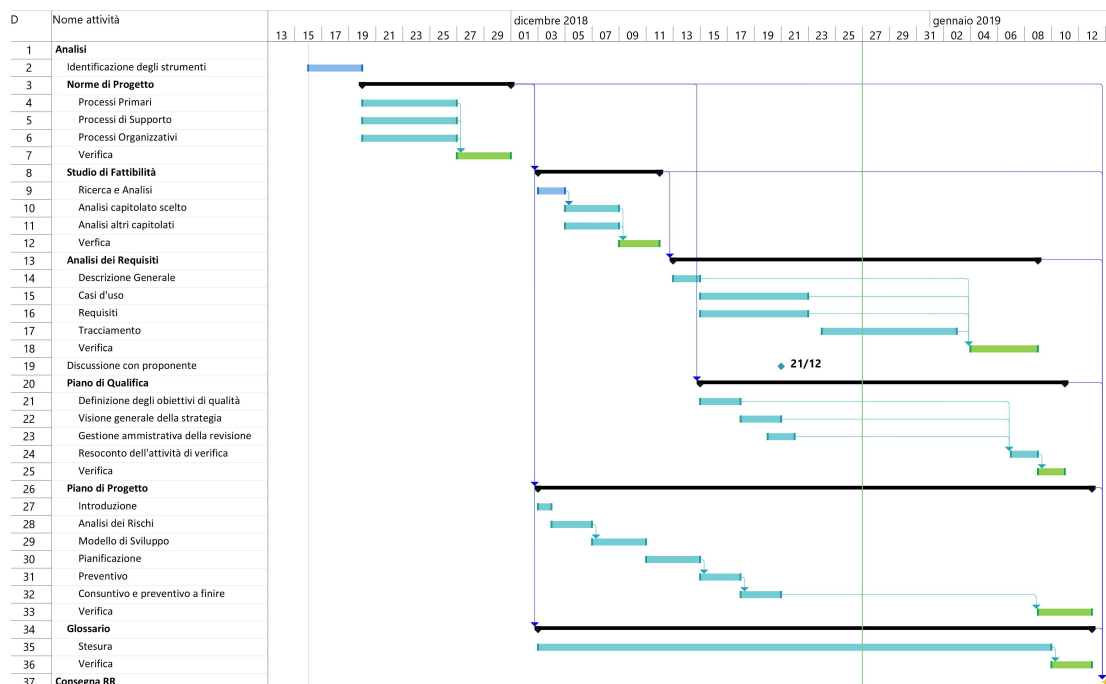 D Nome attività dicembre 2018 gennaio 2019
13 15 17 19 21 23 25 27 29 01 03 05 07 09 11 13 15 17 19 21 23 25 27 29 31 02 04 06 08 10 12
1 Analisi
2 Identificazione degli strumenti
3 Norme di Progetto
4 Processi Primari
5 Processi di Supporto
6 Processi Organizzativi
7 Verifica
8 Studio di Fattibilità
9 Ricerca e Analisi
10 Analisi capitolato scelto
11 Analisi altri capitolati
12 Verfica
13 Analisi dei Requisiti
14 Descrizione Generale
15 Casi d'uso
16 Requisiti
17 Tracciamento
18 Verifica
19 Discussione con proponente 21/12
20 Piano di Qualifica
21 Definizione degli obiettivi di qualità
22 Visione generale della strategia
23 Gestione ammistrativa della revisione
24 Resoconto dell'attività di verifica
25 Verifica
26 Piano di Progetto
27 Introduzione
28 Analisi dei Rischi
29 Modello di Sviluppo
30 Pianificazione
31 Preventivo
32 Consuntivo e preventivo a finire
33 Verifica
34 Glossario
35 Stesura
36 Verifica
37 Consegna RR